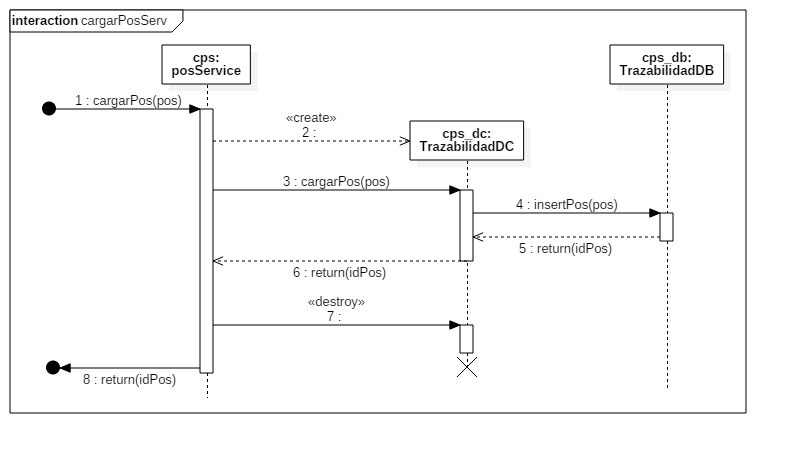 interaction cargarPosServ
cps:
posService
cps_db:
TrazabilidadDB
1 : cargarPos(pos)
«create»
2 :
cps_dc:
TrazabilidadDC
3 : cargarPos(pos)
4 : insertPos(pos)
5 : return(idPos)
6 : return(idPos)
«destroy»
7 :
8 : return(idPos)